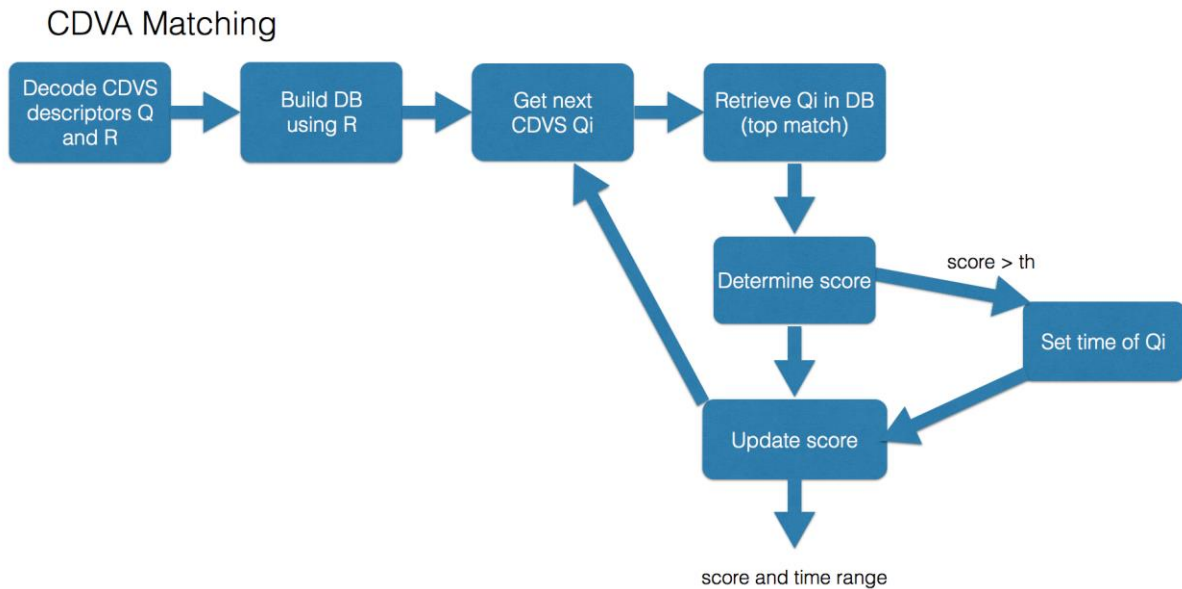 CDVA Matching
Decode CDVS
descriptors Q
and R
Build DB
using R
Get next
CDVS Qi
Retrieve Qi in DB
(top match)
Determine score
score > th
Set time of Qi
Update score
score and time range